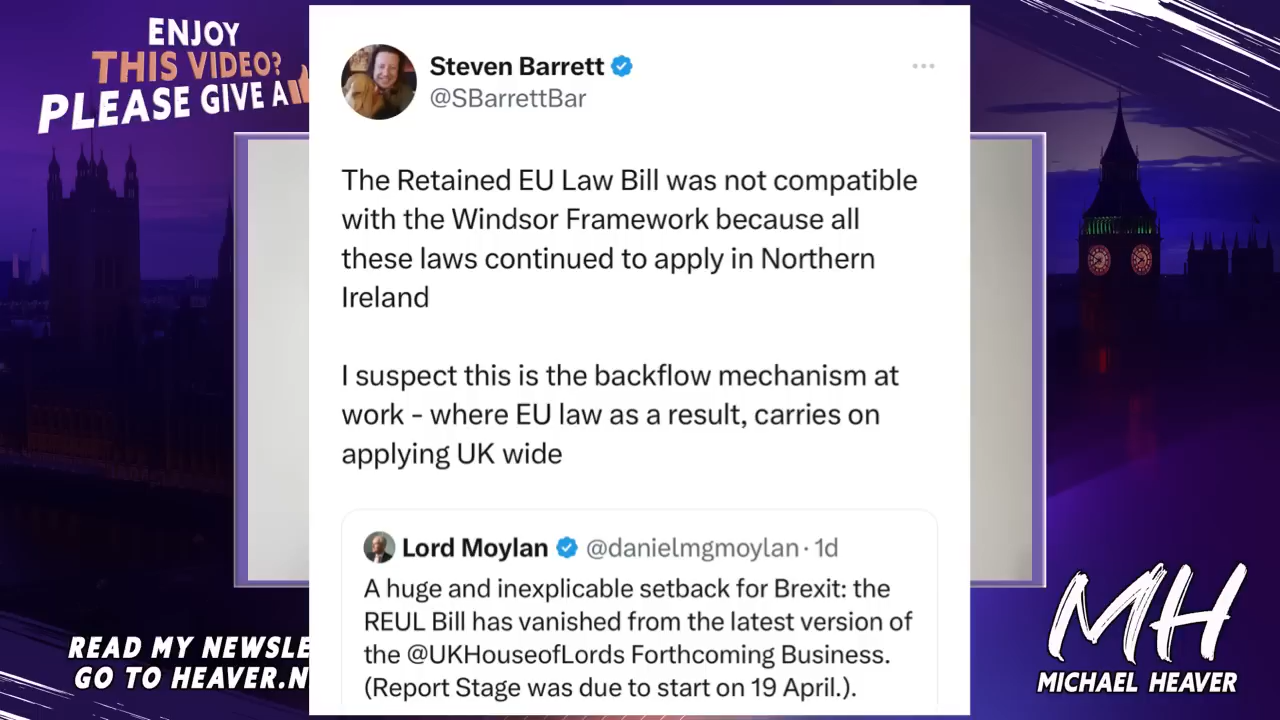 ENJOY
THIS VIDEO?
PLEASE GIVE A
Steven Barrett
@SBarrettBar
The Retained EU Law Bill was not compatible
with the Windsor Framework because all
these laws continued to apply in Northern
Ireland
I suspect this is the backflow mechanism at
work - where EU law as a result, carries on
applying UK wide
Lord Moylan @danielmgmoylan · 1d
A huge and inexplicable setback for Brexit: the
REUL Bill has vanished from the latest version of
the @UKHouseofLords Forthcoming Business.
(Report Stage was due to start on 19 April.).
READ MY NEWSLE
GO TO HEAVER.N
MH
MICHAEL HEAVER